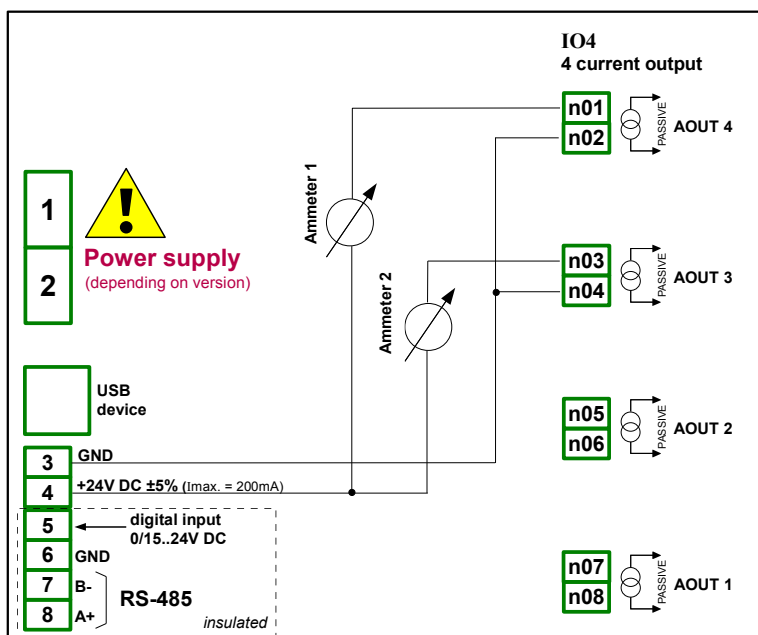 IO4
4 current output
n01
n02
PASSIVE
AOUT 4
Ammeter 1
1
2
!
Power supply
(depending on version)
n03
n04
PASSIVE
AOUT 3
Ammeter 2
USB
device
n05
n06
PASSIVE
AOUT 2
3 GND
4 +24V DC ±5% (Imax. = 200mA)
5 digital input
0/15..24V DC
6 GND
7 B-
8 A+
RS-485
insulated
n07
n08
PASSIVE
AOUT 1